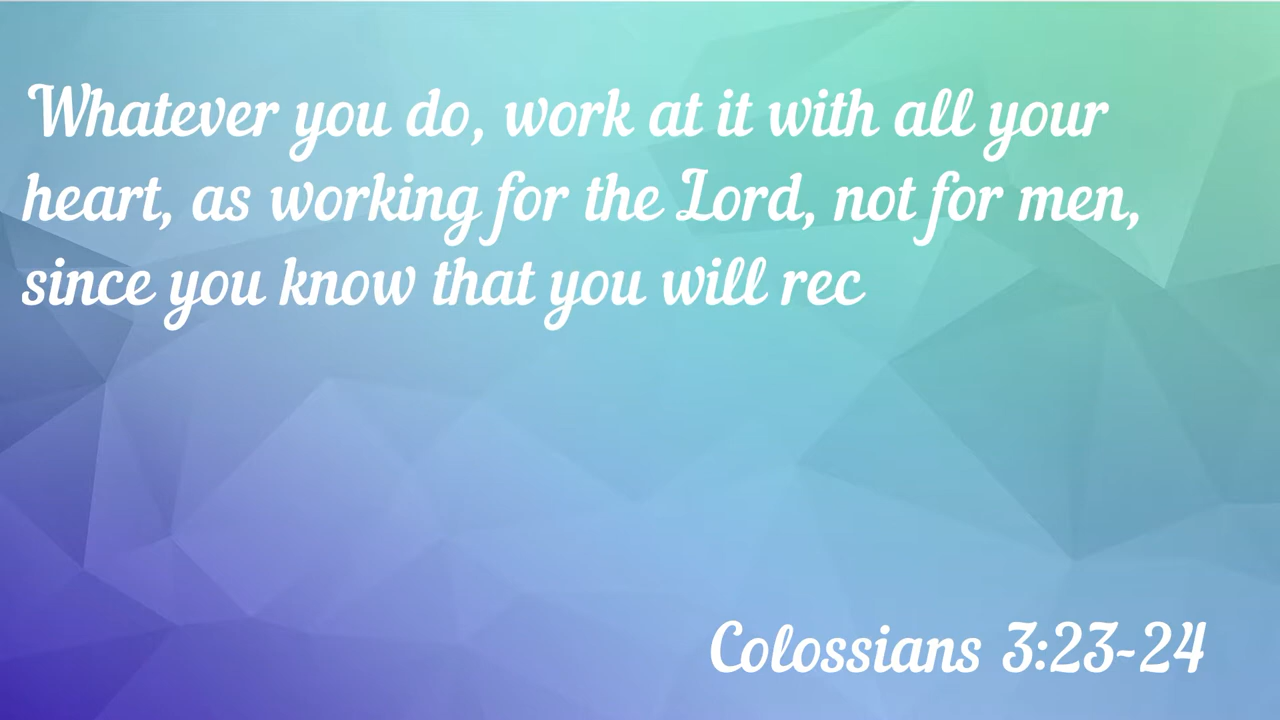 Whatever you do, work at it with all your
heart, as working for the Lord, not for men,
since you know that you will rec
Colossians 3:23-24